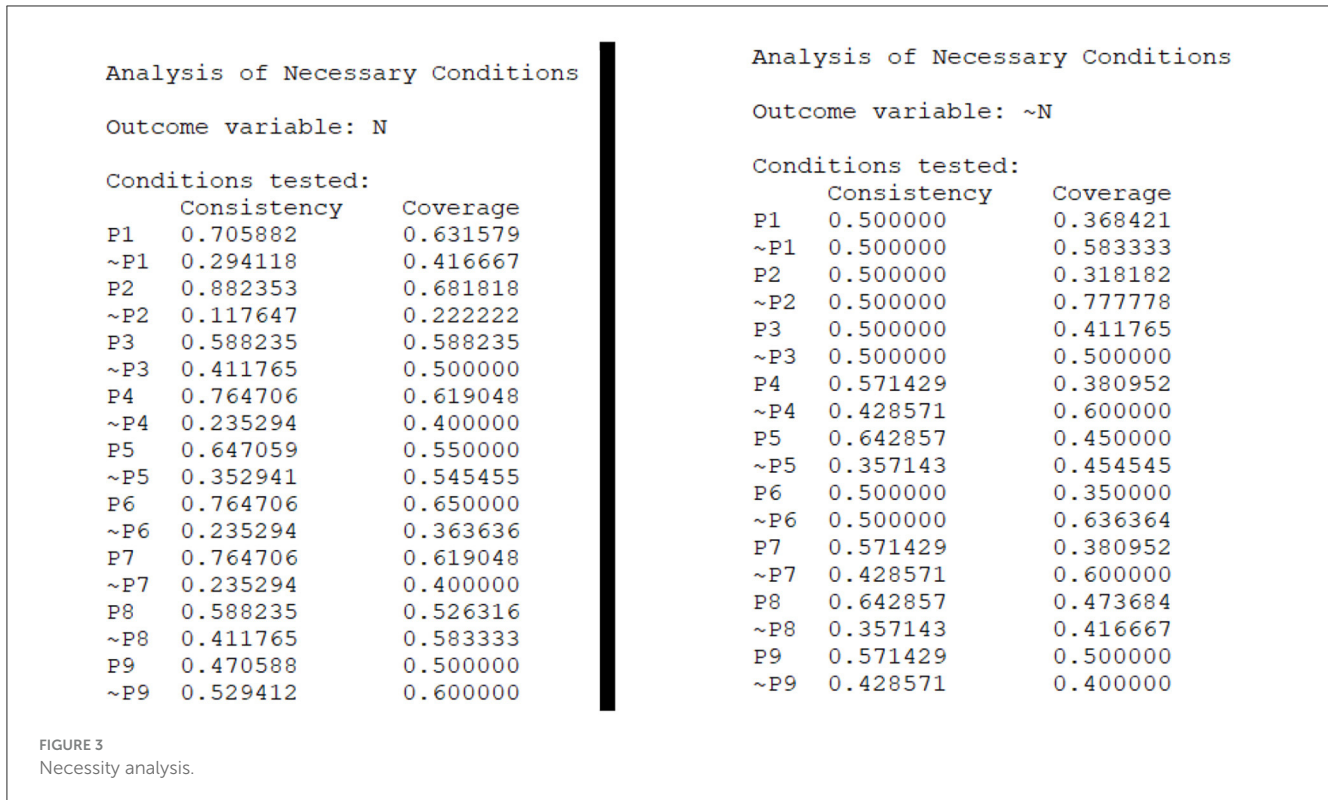 Analysis of Necessary Conditions
Outcome variable: N
Conditions tested:
Consistency Coverage
P1 0.705882 0.631579
~P1 0.294118 0.416667
P2 0.882353 0.681818
~P2 0.117647 0.222222
P3 0.588235 0.588235
~P3 0.411765 0.500000
P4 0.764706 0.619048
~P4 0.235294 0.400000
P5 0.647059 0.550000
~P5 0.352941 0.545455
P6 0.764706 0.650000
~P6 0.235294 0.363636
P7 0.764706 0.619048
~P7 0.235294 0.400000
P8 0.588235 0.526316
~P8 0.411765 0.583333
P9 0.470588 0.500000
~P9 0.529412 0.600000
Analysis of Necessary Conditions
Outcome variable: ~N
Conditions tested:
Consistency Coverage
P1 0.500000 0.368421
~P1 0.500000 0.583333
P2 0.500000 0.318182
~P2 0.500000 0.777778
P3 0.500000 0.411765
~P3 0.500000 0.500000
P4 0.571429 0.380952
~P4 0.428571 0.600000
P5 0.642857 0.450000
~P5 0.357143 0.454545
P6 0.500000 0.350000
~P6 0.500000 0.636364
P7 0.571429 0.380952
~P7 0.428571 0.600000
P8 0.642857 0.473684
~P8 0.357143 0.416667
P9 0.571429 0.500000
~P9 0.428571 0.400000
FIGURE 3
Necessity analysis.